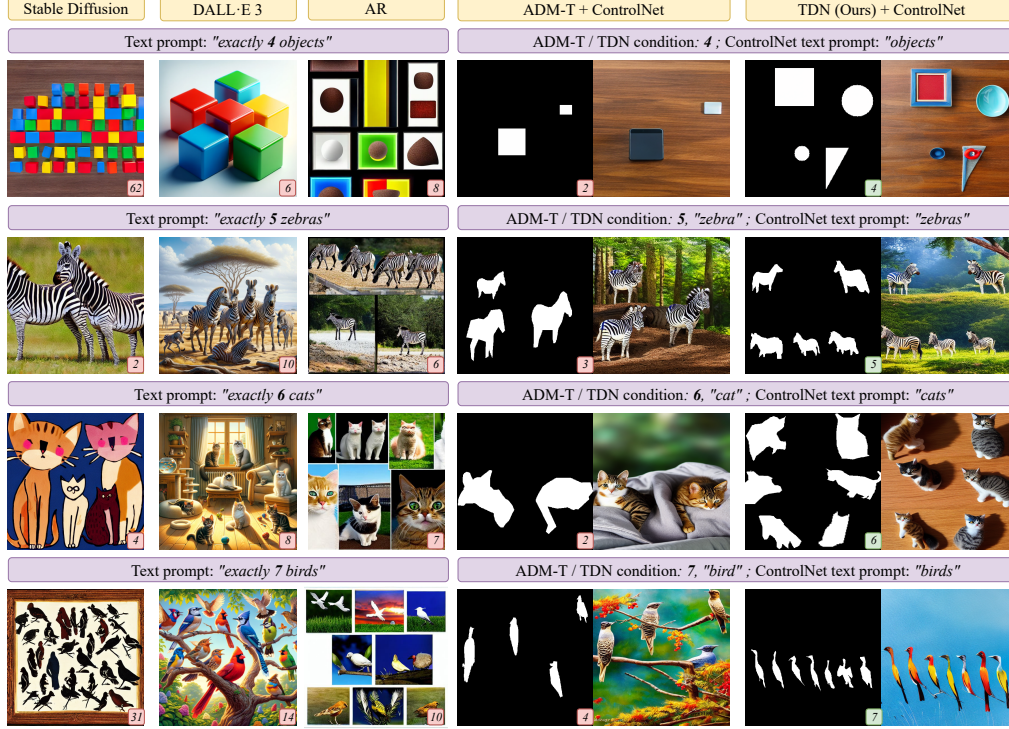 Stable Diffusion
DALL·E 3
AR
ADM-T + ControlNet
TDN (Ours) + ControlNet
Text prompt: "exactly 4 objects"
ADM-T / TDN condition: 4 ; ControlNet text prompt: "objects"
62
6
8
2
4
Text prompt: "exactly 5 zebras"
ADM-T / TDN condition: 5, "zebra" ; ControlNet text prompt: "zebras"
2
10
6
3
5
Text prompt: "exactly 6 cats"
ADM-T / TDN condition: 6, "cat" ; ControlNet text prompt: "cats"
4
8
7
2
6
Text prompt: "exactly 7 birds"
ADM-T / TDN condition: 7, "bird" ; ControlNet text prompt: "birds"
31
14
10
4
7